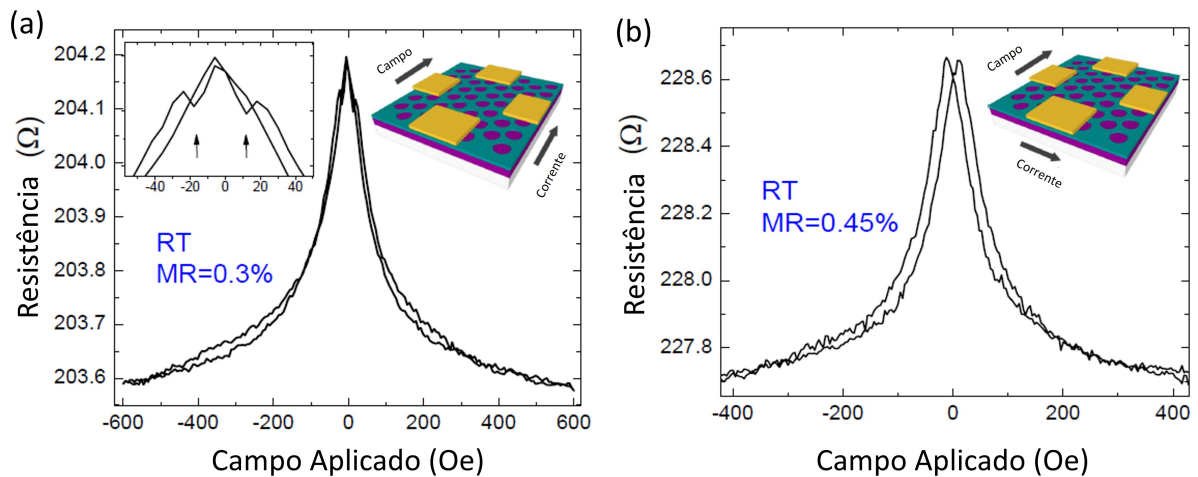 (a)
204.2
204.1
204.0
203.9
203.8
203.7
203.6
Resistência (Ω)
-40 -20 0 20 40
Campo
Corrente
RT
MR=0.3%
-600 -400 -200 0 200 400 600
Campo Aplicado (Oe)
(b)
228.6
228.4
228.2
228.0
227.8
Resistência (Ω)
Campo
Corrente
RT
MR=0.45%
-400 -200 0 200 400
Campo Aplicado (Oe)